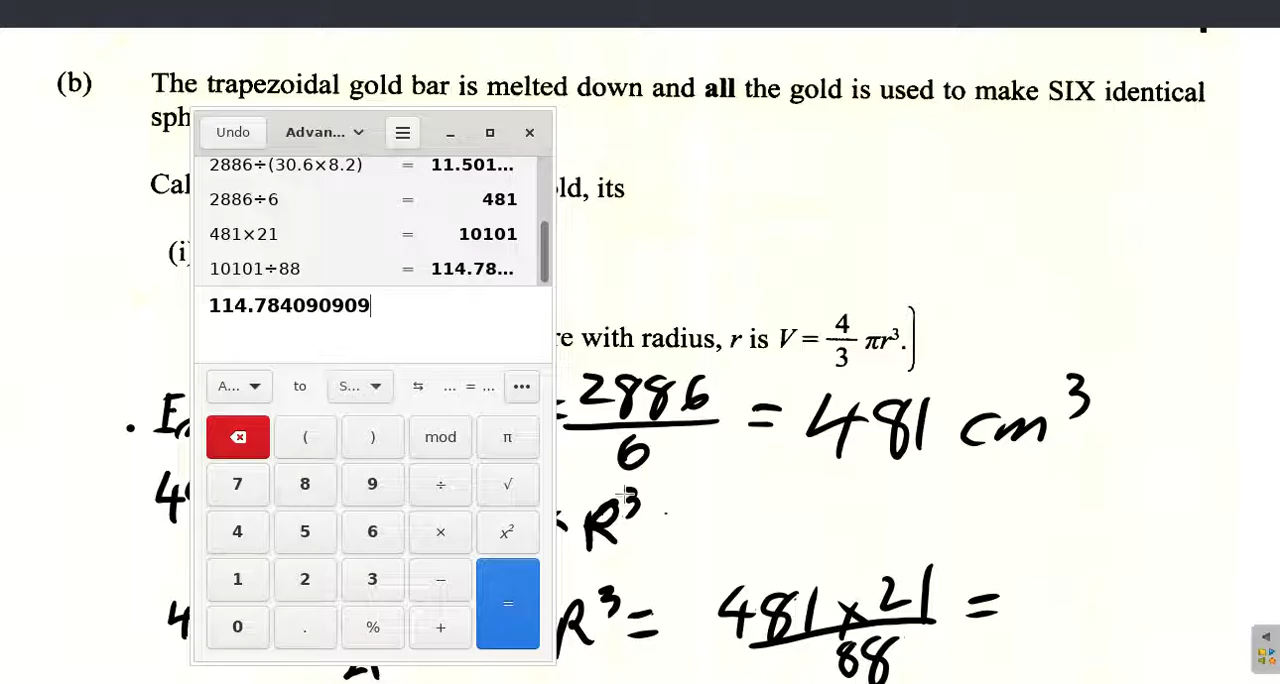 (b) The trapezoidal gold bar is melted down and all the gold is used to make SIX identical
sph
Undo Advan...
2886÷(30.6×8.2) = 11.501...
Cal ld, its
2886÷6 = 481
481×21 = 10101
(i
10101÷88 = 114.78...
114.784090909
re with radius, r is V = 4/3 πr³.
A... to S... ⇆ ... = ...
= 2886/6 = 481 cm³
( ) mod π
7 8 9 ÷ √
× R³
4 5 6 × x²
1 2 3 − =
R³ = 481×21/88 =
0 . % +